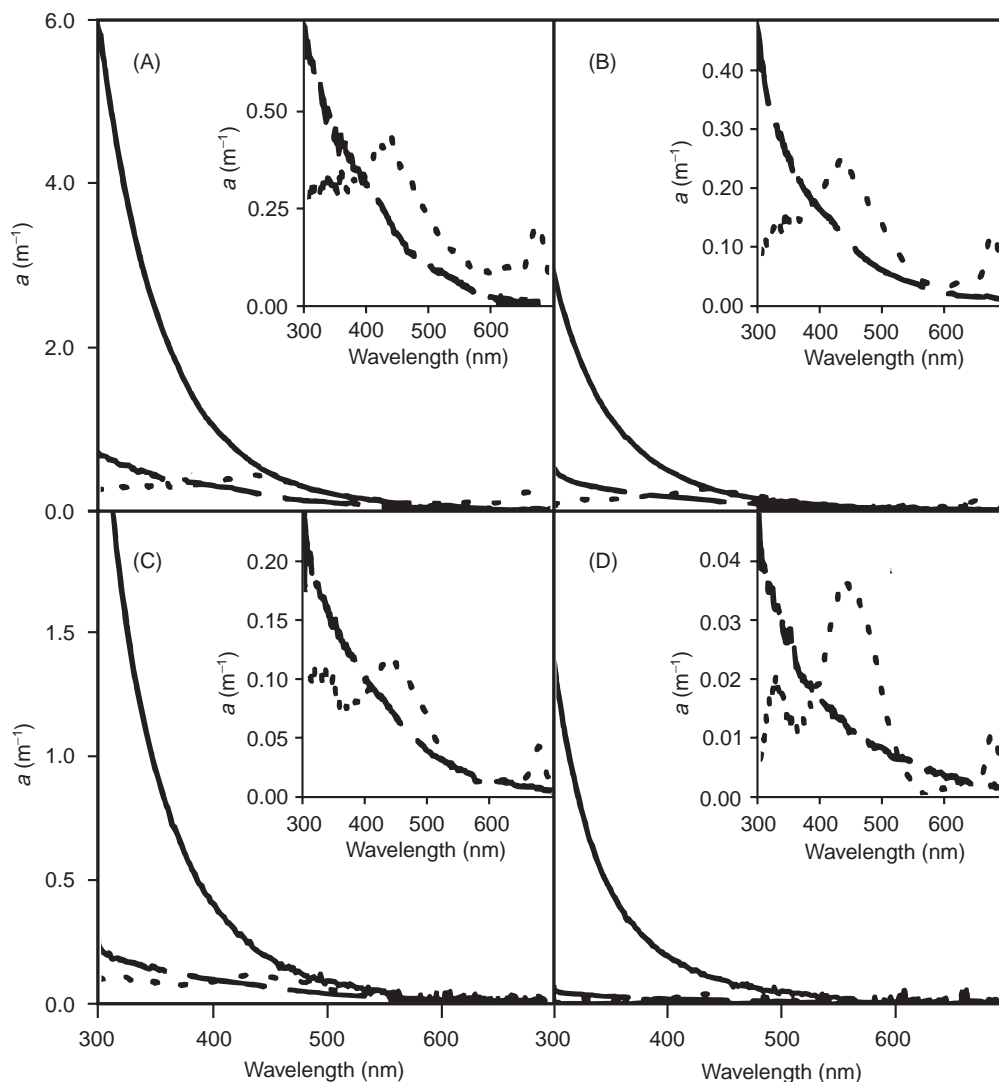 6.0
4.0
2.0
0.0
a (m⁻¹)
(A)
0.50
0.25
0.00
a (m⁻¹)
300 400 500 600
Wavelength (nm)
(B)
0.40
0.30
0.20
0.10
0.00
a (m⁻¹)
300 400 500 600
Wavelength (nm)
1.5
1.0
0.5
0.0
a (m⁻¹)
(C)
0.20
0.15
0.10
0.05
0.00
a (m⁻¹)
300 400 500 600
Wavelength (nm)
(D)
0.04
0.03
0.02
0.01
0.00
a (m⁻¹)
300 400 500 600
Wavelength (nm)
300 400 500 600
Wavelength (nm)
300 400 500 600
Wavelength (nm)